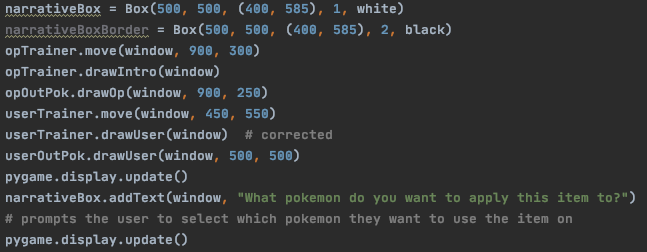 narrativeBox = Box(500, 500, (400, 585), 1, white)
narrativeBoxBorder = Box(500, 500, (400, 585), 2, black)
opTrainer.move(window, 900, 300)
opTrainer.drawIntro(window)
opOutPok.drawOp(window, 900, 250)
userTrainer.move(window, 450, 550)
userTrainer.drawUser(window)  # corrected
userOutPok.drawUser(window, 500, 500)
pygame.display.update()
narrativeBox.addText(window, "What pokemon do you want to apply this item to?")
# prompts the user to select which pokemon they want to use the item on
pygame.display.update()